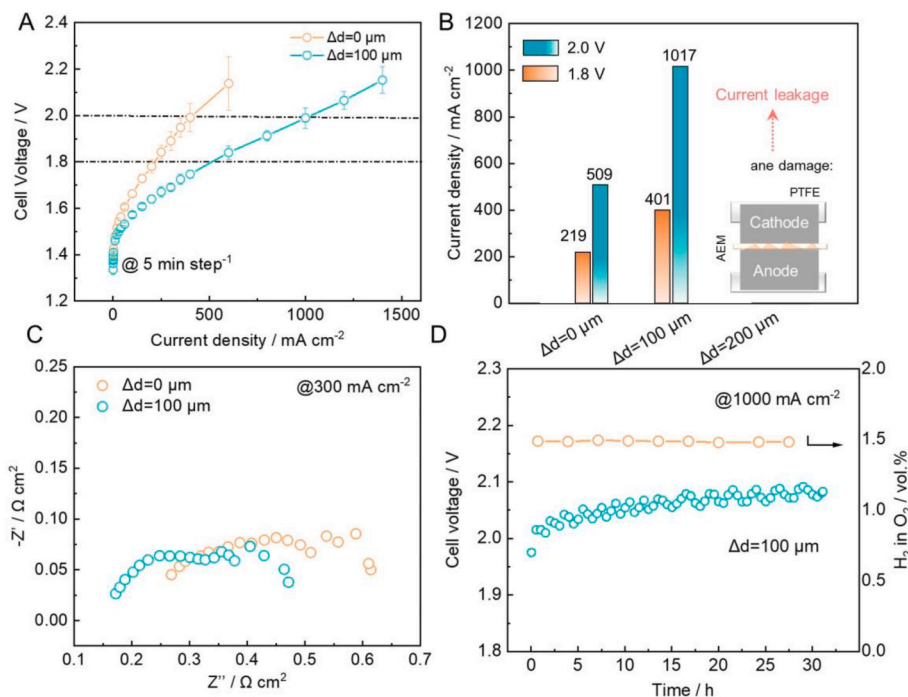 A
Δd=0 μm
Δd=100 μm
@ 5 min step-1
Cell Voltage / V
2.4
2.2
2.0
1.8
1.6
1.4
1.2
0
500
1000
1500
Current density / mA cm-2
B
2.0 V
1.8 V
1017
509
401
219
Current leakage
ane damage:
PTFE
Cathode
AEM
Anode
Current density / mA cm-2
1200
1000
800
600
400
200
0
Δd=0 μm
Δd=100 μm
Δd=200 μm
C
Δd=0 μm
Δd=100 μm
@300 mA cm-2
-Z' / Ω cm2
0.25
0.20
0.15
0.10
0.05
0.00
0.1
0.2
0.3
0.4
0.5
0.6
0.7
Z'' / Ω cm2
D
@1000 mA cm-2
Δd=100 μm
Cell voltage / V
2.3
2.2
2.1
2.0
1.9
1.8
0
5
10
15
20
25
30
Time / h
2.0
1.5
1.0
0.5
0.0
H2 in O2 / vol.%